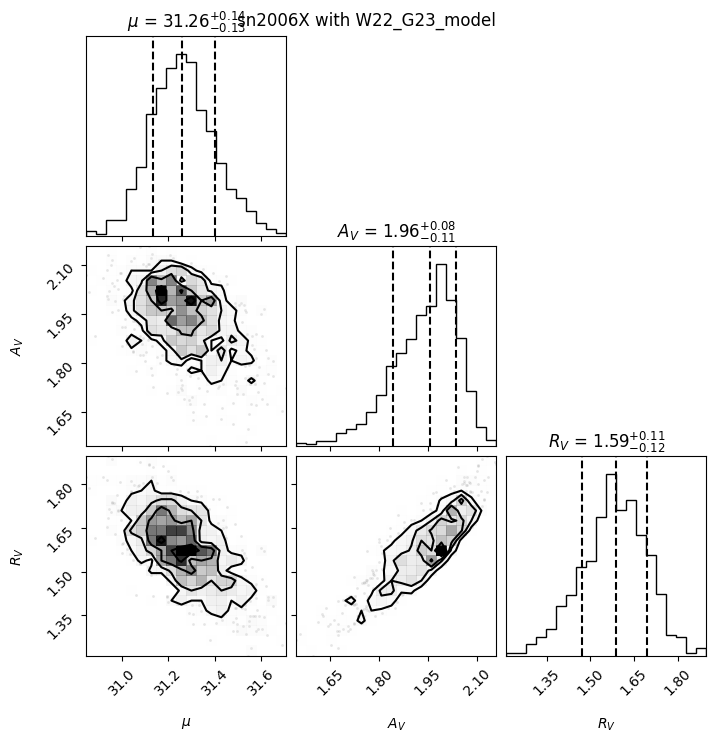 μ = 31.26+0.14−0.13
sn2006X with W22_G23_model
A_V = 1.96+0.08−0.11
2.10
1.95
1.80
1.65
A_V
R_V = 1.59+0.11−0.12
1.80
1.65
1.50
1.35
R_V
31.0 31.2 31.4 31.6
1.65 1.80 1.95 2.10
1.35 1.50 1.65 1.80
μ A_V R_V